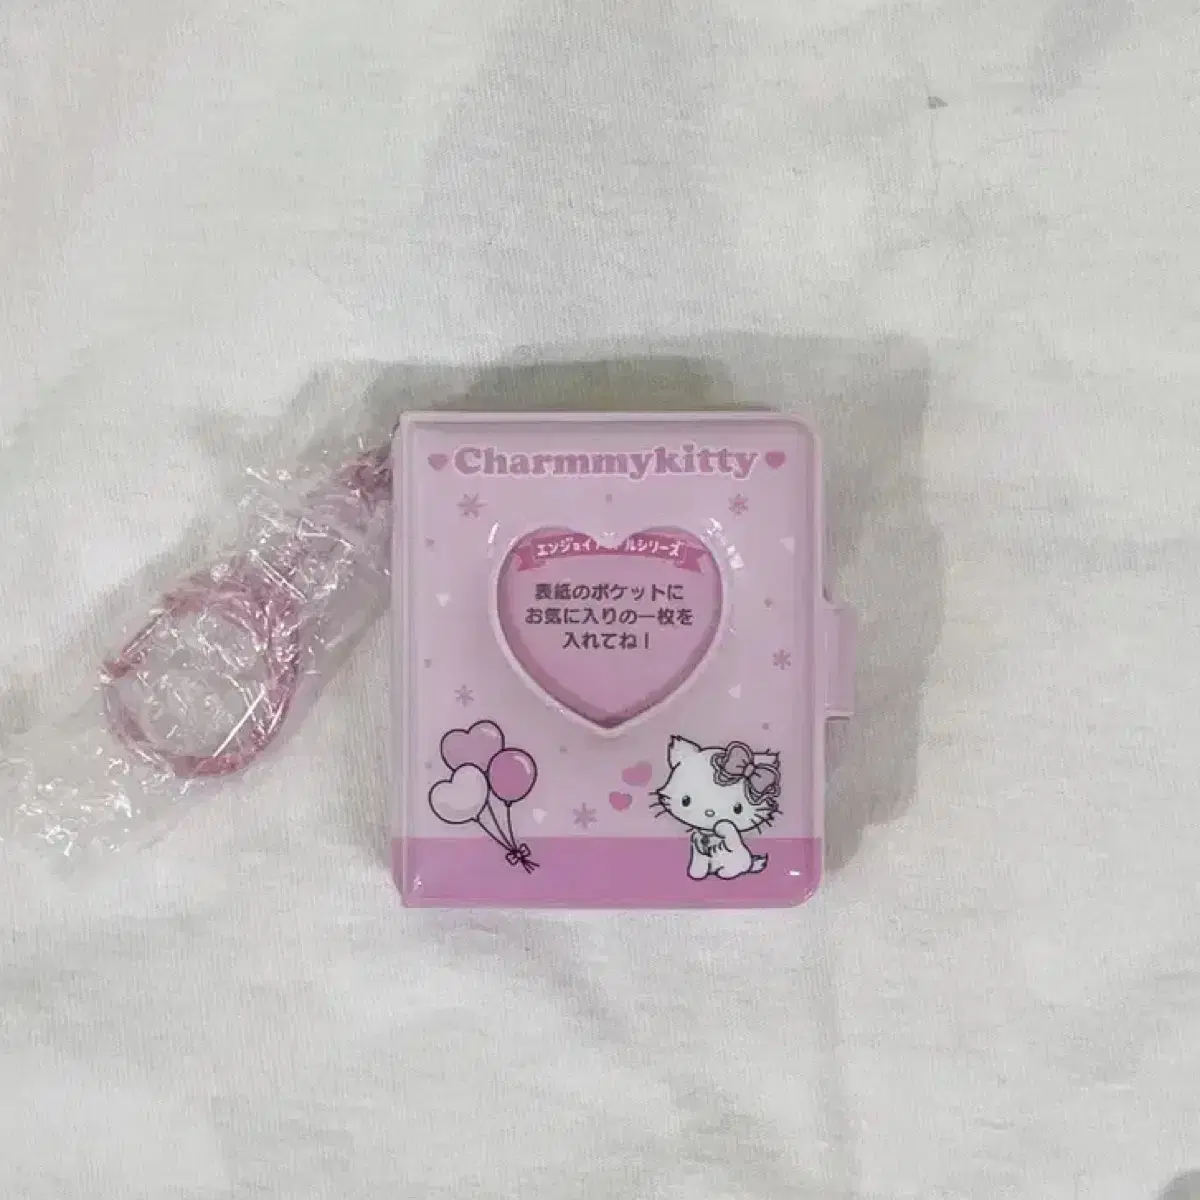 Charmmykitty
エンジョイ ルシリーズ
表紙のポケットに
お気に入りの一枚を
入れてね!